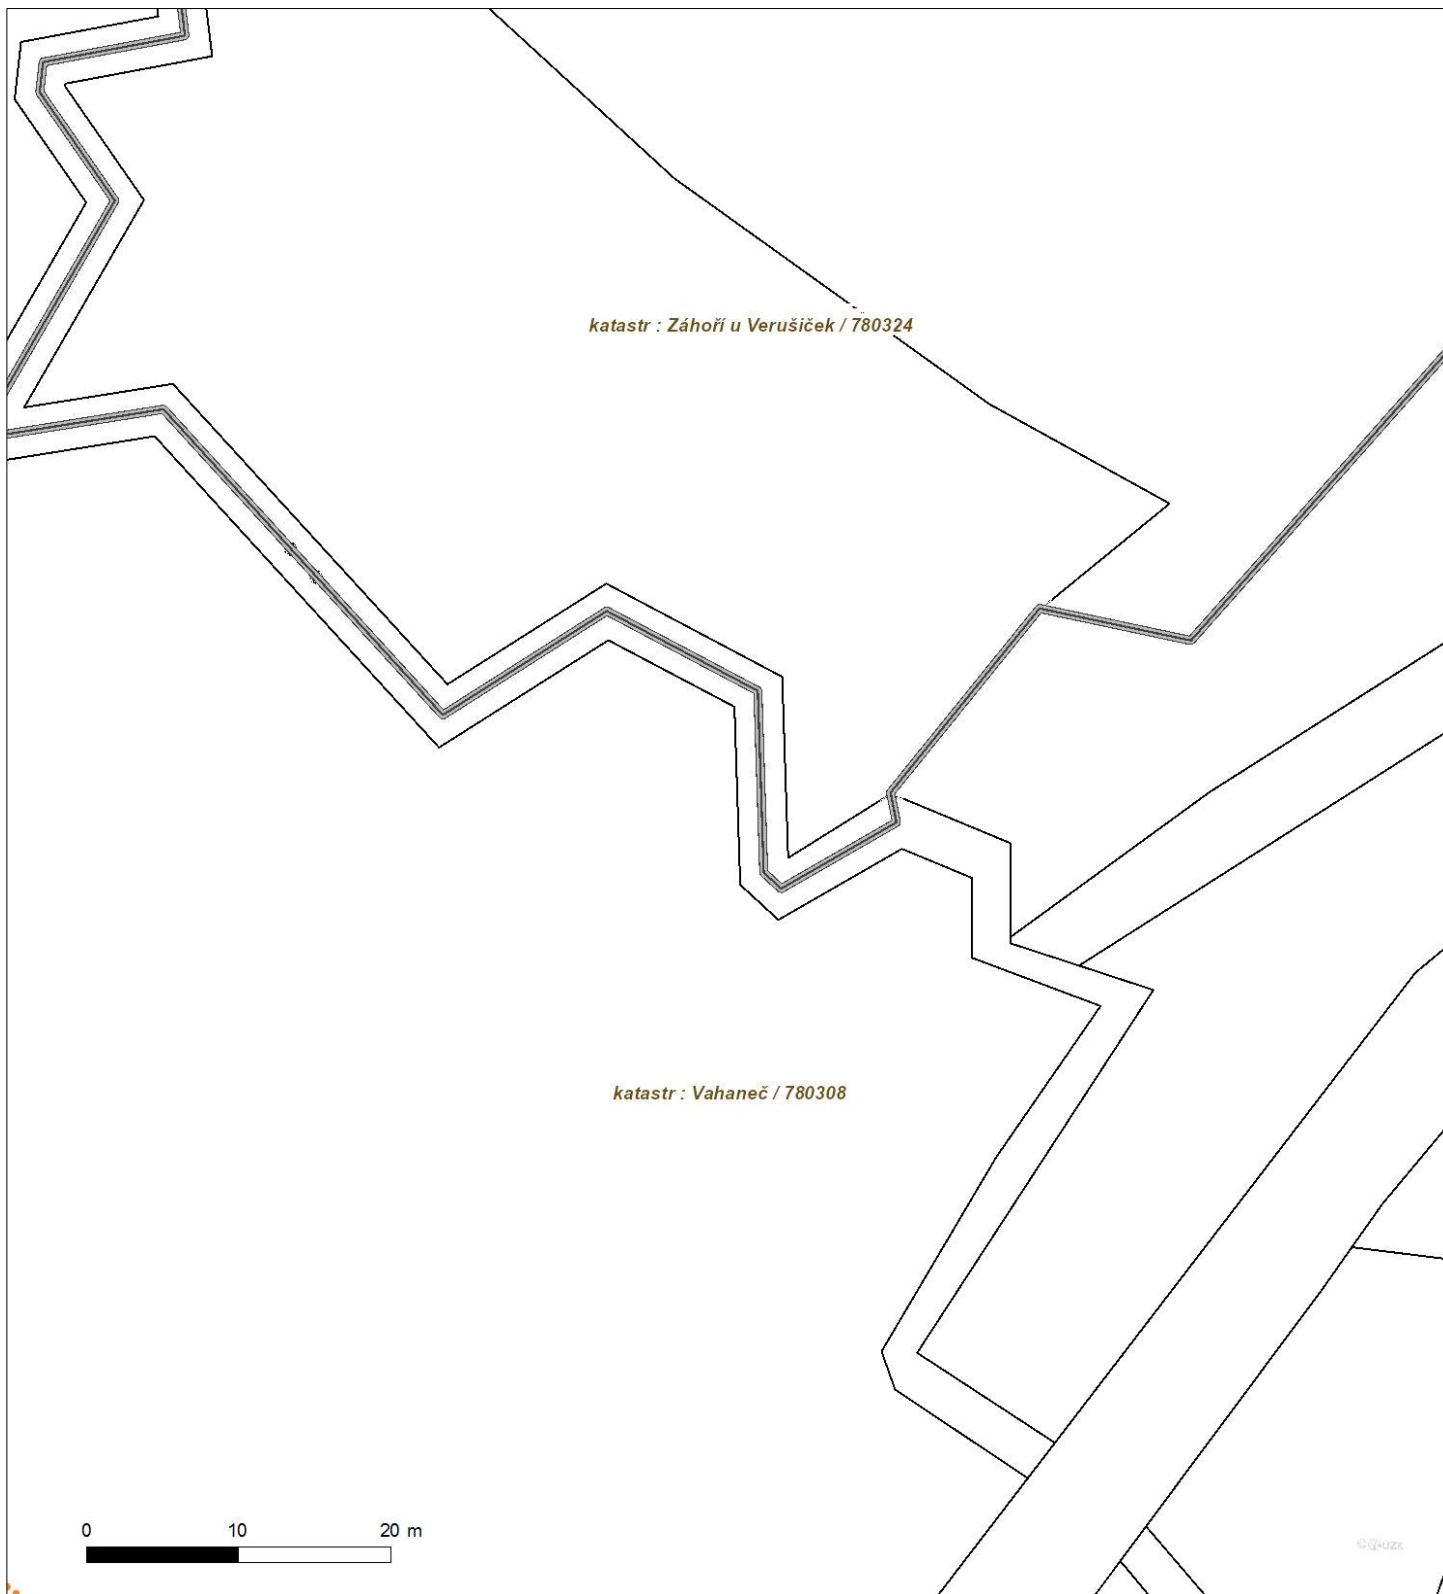 katastr : Záhoří u Verušiček / 780324
katastr : Vahaneč / 780308
0 10 20 m